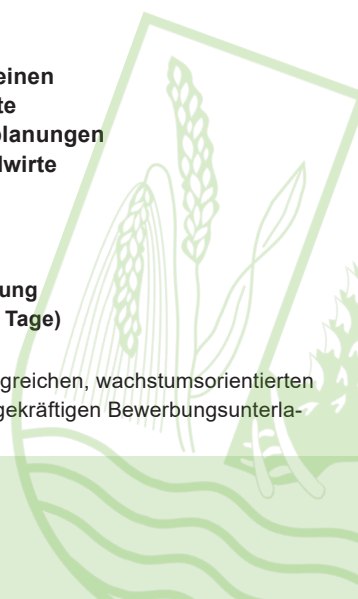 einen
te
planungen
dwirte
ung
Tage)
greichen, wachstumsorientierten
gekräftigen Bewerbungsunterla-